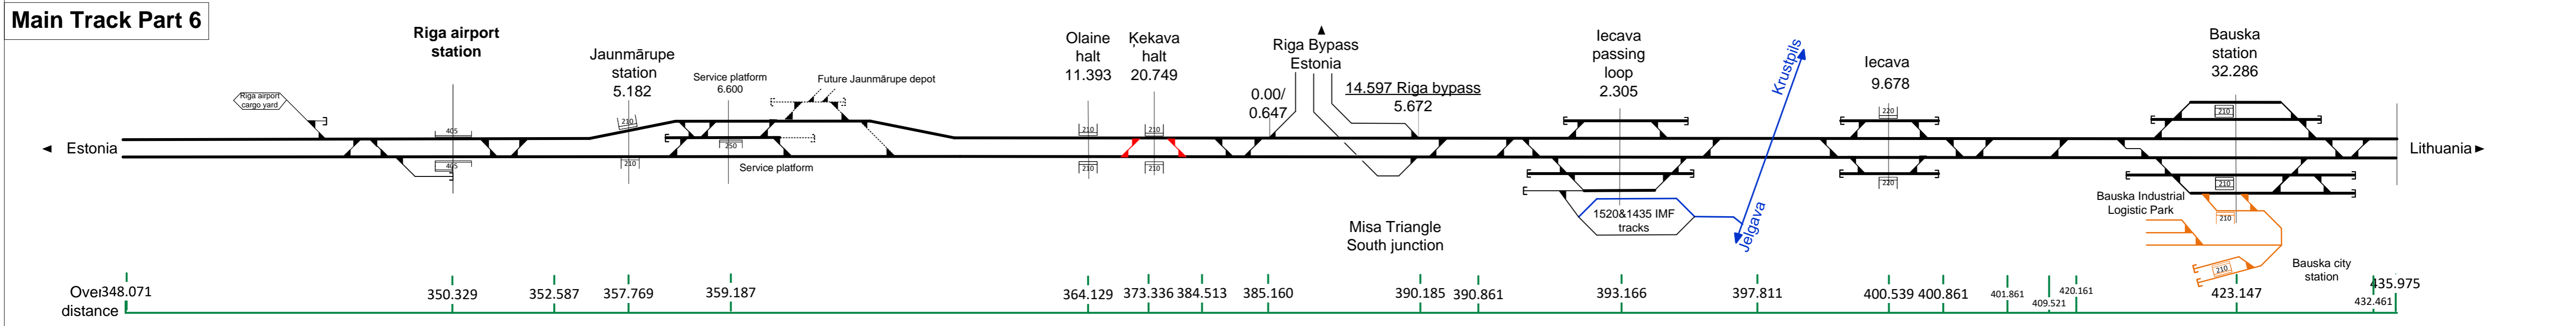 Main Track Part 6
Riga airport
station
Jaunmārupe
station
5.182
Service platform
6.600
Future Jaunmārupe depot
Olaine
halt
11.393
Ķekava
halt
20.749
Riga Bypass
Estonia
0.00/
0.647
14.597 Riga bypass
5.672
Iecava
passing
loop
2.305
Krustpils
Iecava
9.678
Bauska
station
32.286
Riga airport
cargo yard
Estonia
405
405
210
210
250
Service platform
210
210
210
210
220
220
210
210
210
210
Lithuania
Misa Triangle
South junction
1520&1435 IMF
tracks
Jelgava
Bauska Industrial
Logistic Park
Bauska city
station
Over
distance
348.071
350.329
352.587
357.769
359.187
364.129
373.336
384.513
385.160
390.185
390.861
393.166
397.811
400.539
400.861
401.861
409.521
420.161
423.147
432.461
435.975